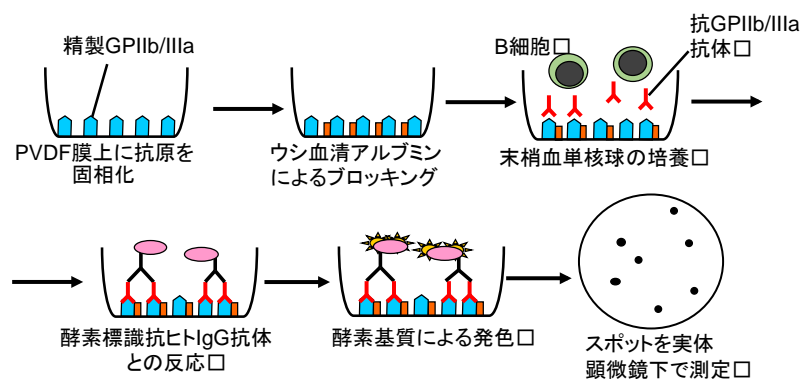 精製GPIIb/IIIa
B細胞□
抗GPIIb/IIIa
抗体□
PVDF膜上に抗原を
固相化
ウシ血清アルブミン
によるブロッキング
末梢血単核球の培養□
酵素標識抗ヒトIgG抗体
との反応□
酵素基質による発色□
スポットを実体
顕微鏡下で測定□